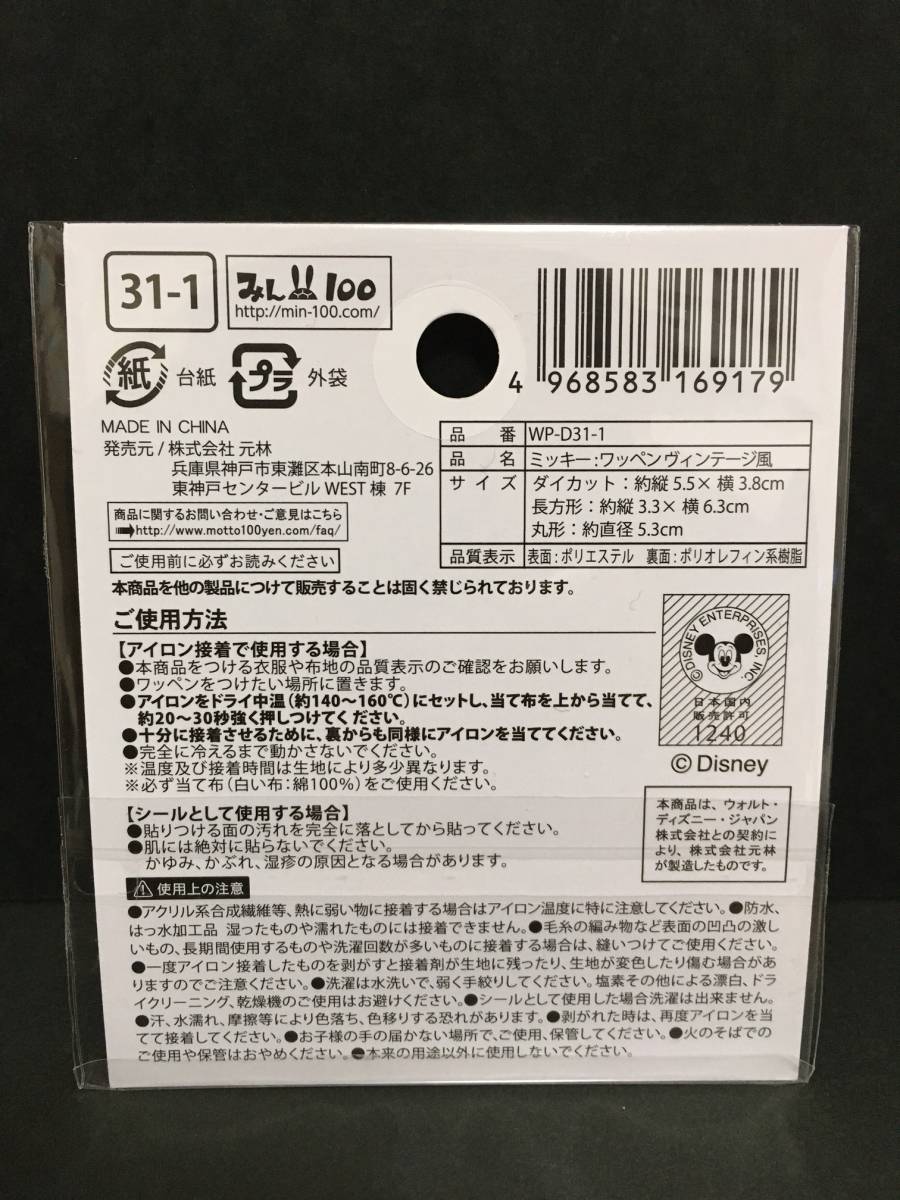 31-1
みん100
http://min-100.com/
紙 台紙 プラ 外袋
4 968583 169179
MADE IN CHINA
発売元 / 株式会社 元林
兵庫県神戸市東灘区本山南町8-6-26
東神戸センタービル WEST 棟 7F
商品に関するお問い合わせ・ご意見はこちら
http://www.motto100yen.com/faq/
ご使用前に必ずお読みください
品番 WP-D31-1
品名 ミッキー:ワッペン ヴィンテージ風
サイズ ダイカット:約縦 5.5× 横 3.8cm
長方形:約縦 3.3× 横 6.3cm
丸形:約直径 5.3cm
品質表示 表面:ポリエステル 裏面:ポリオレフィン系樹脂
本商品を他の製品につけて販売することは固く禁じられております。
ご使用方法
【アイロン接着で使用する場合】
●本商品をつける衣服や布地の品質表示のご確認をお願いします。
●ワッペンをつけたい場所に置きます。
●アイロンをドライ中温(約140〜160℃)にセットし、当て布を上から当てて、
約20〜30秒強く押しつけてください。
●十分に接着させるために、裏からも同様にアイロンを当ててください。
●完全に冷えるまで動かさないでください。
※温度及び接着時間は生地により多少異なります。
※必ず当て布(白い布:綿100%)をご使用ください。
【シールとして使用する場合】
●貼りつける面の汚れを完全に落としてから貼ってください。
●肌には絶対に貼らないでください。
かゆみ、かぶれ、湿疹の原因となる場合があります。
©DISNEY ENTERPRISES, INC.
日本国内
販売許可
1240
© Disney
本商品は、ウォルト・
ディズニー・ジャパン
株式会社との契約に
より、株式会社元林
が製造したものです。
使用上の注意
●アクリル系合成繊維等、熱に弱い物に接着する場合はアイロン温度に特に注意してください。●防水、
はっ水加工品 湿ったものや濡れたものには接着できません。●毛糸の編み物など表面の凹凸の激し
いもの、長期間使用するものや洗濯回数が多いものに接着する場合は、縫いつけてご使用ください。
●一度アイロン接着したものを剥がすと接着剤が生地に残ったり、生地が変色したり傷む場合があ
りますのでご注意ください。●洗濯は水洗いで、弱く手絞りしてください。塩素その他による漂白、ドラ
イクリーニング、乾燥機のご使用はお避けください。●シールとして使用した場合洗濯は出来ません。
●汗、水濡れ、摩擦等により色落ち、色移りする恐れがあります。●剥がれた時は、再度アイロンを当
てて接着してください。●お子様の手の届かない場所で、ご使用、保管してください。●火のそばでの
ご使用や保管はおやめください。●本来の用途以外に使用しないでください。